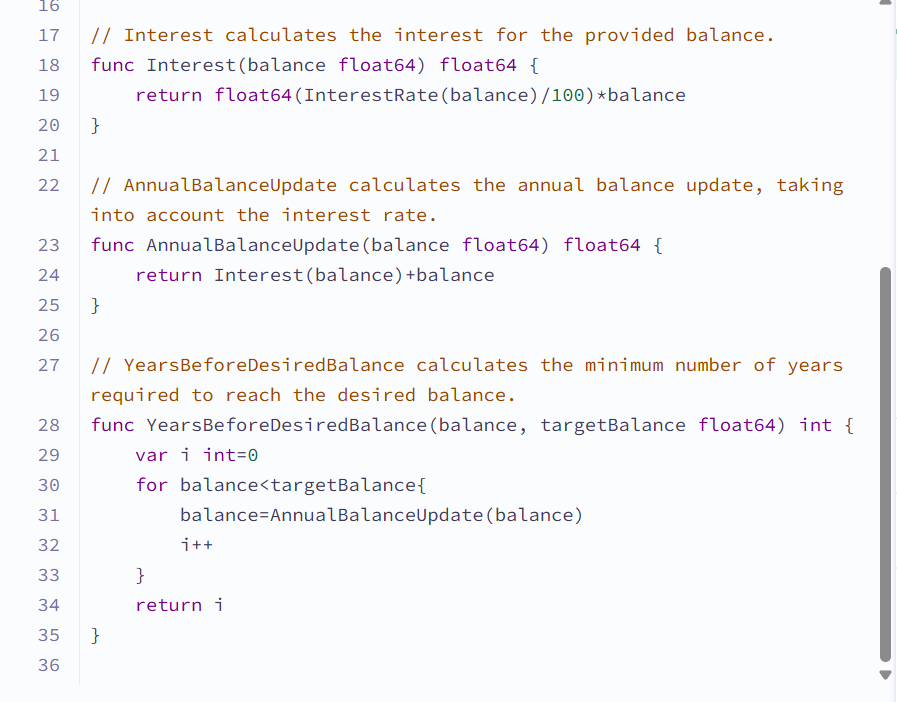 16
17 // Interest calculates the interest for the provided balance.
18 func Interest(balance float64) float64 {
19     return float64(InterestRate(balance)/100)*balance
20 }
21
22 // AnnualBalanceUpdate calculates the annual balance update, taking
into account the interest rate.
23 func AnnualBalanceUpdate(balance float64) float64 {
24     return Interest(balance)+balance
25 }
26
27 // YearsBeforeDesiredBalance calculates the minimum number of years
required to reach the desired balance.
28 func YearsBeforeDesiredBalance(balance, targetBalance float64) int {
29     var i int=0
30     for balance<targetBalance{
31         balance=AnnualBalanceUpdate(balance)
32         i++
33     }
34     return i
35 }
36